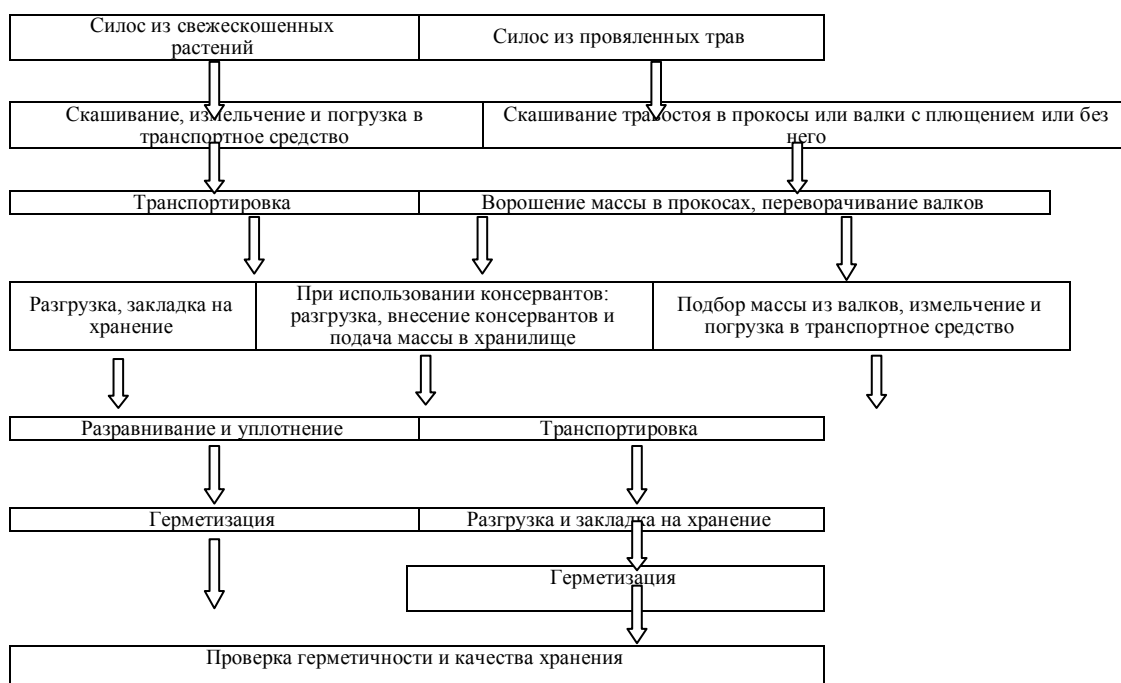 Силос из свежескошенных
растений
Силос из провяленных трав
Скашивание, измельчение и погрузка в
транспортное средство
Скашивание травостоя в прокосы или валки с плющением или без
него
Транспортировка
Ворошение массы в прокосах, переворачивание валков
Разгрузка, закладка на
хранение
При использовании консервантов:
разгрузка, внесение консервантов и
подача массы в хранилище
Подбор массы из валков, измельчение и
погрузка в транспортное средство
Разравнивание и уплотнение
Транспортировка
Герметизация
Разгрузка и закладка на хранение
Герметизация
Проверка герметичности и качества хранения